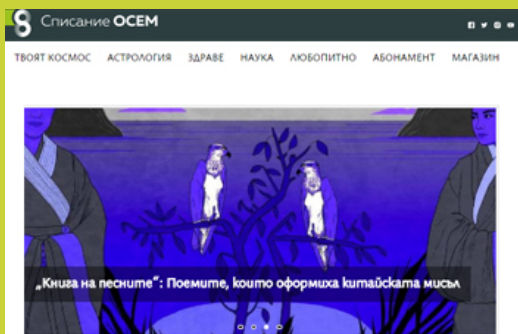 Списание ОСЕМ
ТВОЯТ КОСМОС АСТРОЛОГИЯ ЗДРАВЕ НАУКА ЛЮБОПИТНО АБОНАМЕНТ МАГАЗИН
„Книга на песните“: Поемите, които оформиха китайската мисъл